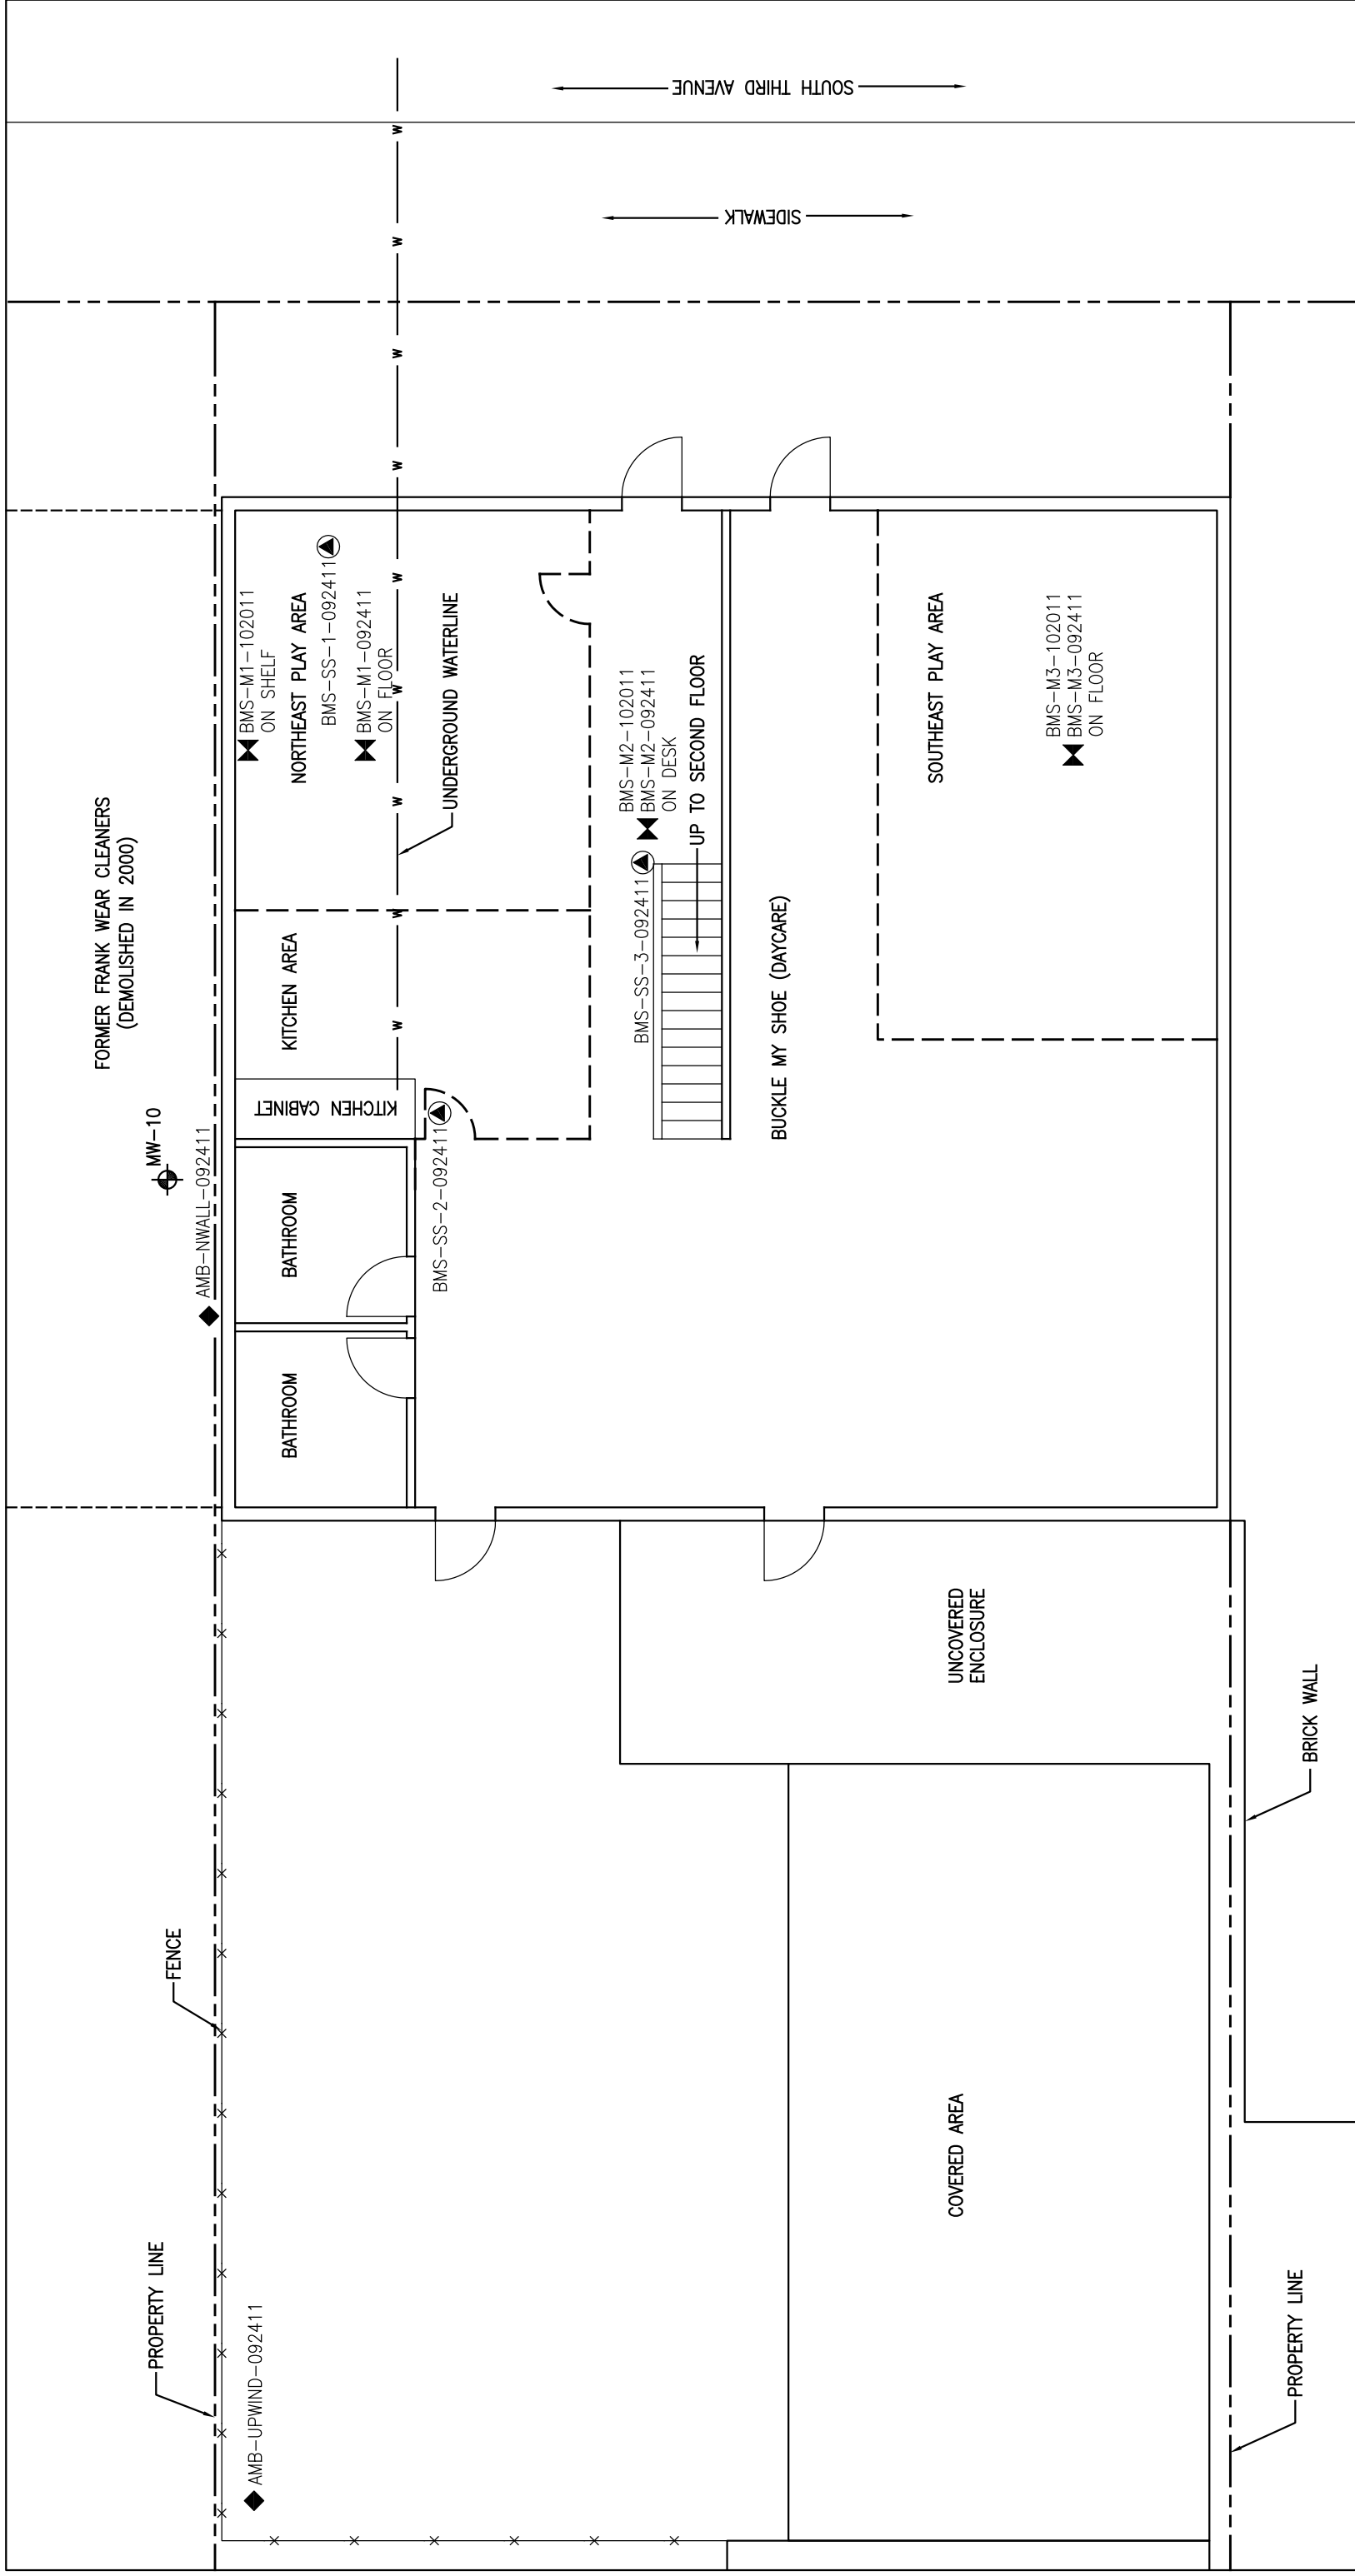 SOUTH THIRD AVENUE
SIDEWALK
FORMER FRANK WEAR CLEANERS
(DEMOLISHED IN 2000)
MW-10
AMB-NWALL-092411
FENCE
PROPERTY LINE
AMB-UPWIND-092411
BMS-M1-102011
ON SHELF
NORTHEAST PLAY AREA
BMS-SS-1-092411
BMS-M1-092411
ON FLOOR
UNDERGROUND WATERLINE
W
W
W
W
W
W
W
W
W
KITCHEN AREA
KITCHEN CABINET
BATHROOM
BATHROOM
BMS-SS-2-092411
BMS-M2-102011
BMS-M2-092411
ON DESK
BMS-SS-3-092411
UP TO SECOND FLOOR
BUCKLE MY SHOE (DAYCARE)
SOUTHEAST PLAY AREA
BMS-M3-102011
BMS-M3-092411
ON FLOOR
UNCOVERED
ENCLOSURE
COVERED AREA
BRICK WALL
PROPERTY LINE